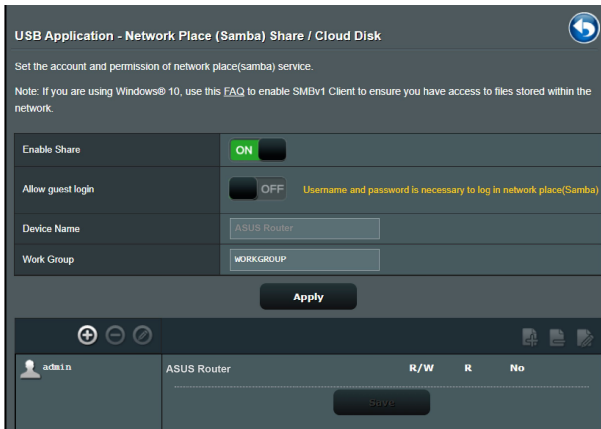 USB Application - Network Place (Samba) Share / Cloud Disk
Set the account and permission of network place(samba) service.
Note: If you are using Windows® 10, use this FAQ to enable SMBv1 Client to ensure you have access to files stored within the
network.
Enable Share ON
Allow guest login OFF Username and password is necessary to log in network place(Samba)
Device Name ASUS Router
Work Group WORKGROUP
Apply
admin ASUS Router R/W R No
Save